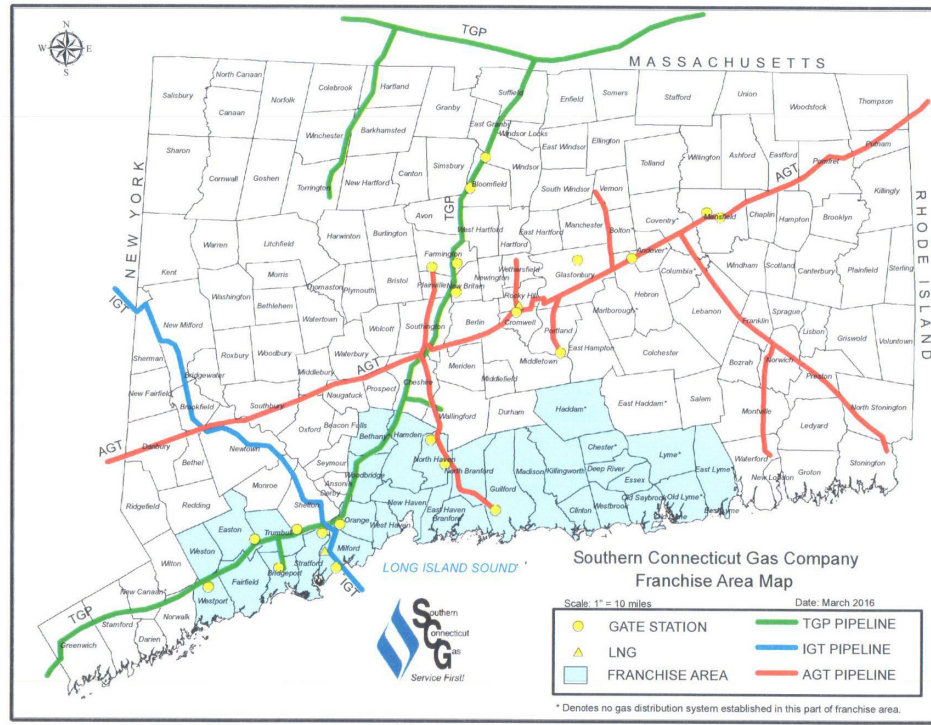 N
W E
S
TGP
MASSACHUSETTS
NEW YORK
RHODE ISLAND
Salisbury
North Canaan
Canaan
Norfolk
Colebrook
Hartland
Granby
Suffield
Enfield
Somers
Stafford
Union
Woodstock
Thompson
East Granby
Windsor Locks
Winchester
Barkhamsted
Sharon
Cornwall
Goshen
Torrington
New Hartford
Canton
Simsbury
Bloomfield
Windsor
East Windsor
Ellington
Tolland
Willington
Ashford
Eastford
Pomfret
Putnam
Killingly
AGT
South Windsor
Vernon
Avon
TGP
West Hartford
Hartford
East Hartford
Manchester
Bolton*
Coventry*
Mansfield
Chaplin
Hampton
Brooklyn
Warren
Litchfield
Harwinton
Burlington
Farmington
Kent
Morris
Bristol
Plainville
New Britain
Newington
Wethersfield
Glastonbury
Andover*
Columbia*
Windham
Scotland
Canterbury
Plainfield
Sterling
IGT
Washington
Bethlehem
Thomaston
Plymouth
Rocky Hill
Hebron
New Milford
Watertown
Wolcott
Southington
Berlin
Cromwell
Portland
Marlborough*
Lebanon
Franklin
Sprague
Lisbon
Griswold
Voluntown
Sherman
Roxbury
Woodbury
Waterbury
AGT
Meriden
Middletown
East Hampton
Colchester
Bozrah
Norwich
Preston
Bridgewater
Middlebury
Cheshire
Middlefield
New Fairfield
Brookfield
Southbury
Naugatuck
Prospect
Wallingford
Durham
Haddam*
East Haddam*
Salem
Montville
Ledyard
North Stonington
AGT
Danbury
Oxford
Beacon Falls
Bethany*
Hamden
Bethel
Newtown
Seymour
Woodbridge
North Haven
North Branford
Guilford
Madison
Killingworth
Chester*
Deep River
Essex
Lyme*
East Lyme*
Waterford
New London
Groton
Stonington
Ridgefield
Redding
Monroe
Shelton
Ansonia
Derby
New Haven
East Haven
Branford
Clinton
Westbrook
Old Saybrook
Old Lyme*
East Lyme
Easton
Trumbull
Orange
West Haven
Weston
Milford
Wilton
Fairfield
Bridgeport
Stratford
New Canaan*
Westport
Norwalk
TGP
Stamford
Darien
Greenwich
IGT
LONG ISLAND SOUND
Southern
Connecticut
Gas
Service First!
Southern Connecticut Gas Company
Franchise Area Map
Scale: 1" = 10 miles
Date: March 2016
GATE STATION
LNG
FRANCHISE AREA
TGP PIPELINE
IGT PIPELINE
AGT PIPELINE
* Denotes no gas distribution system established in this part of franchise area.